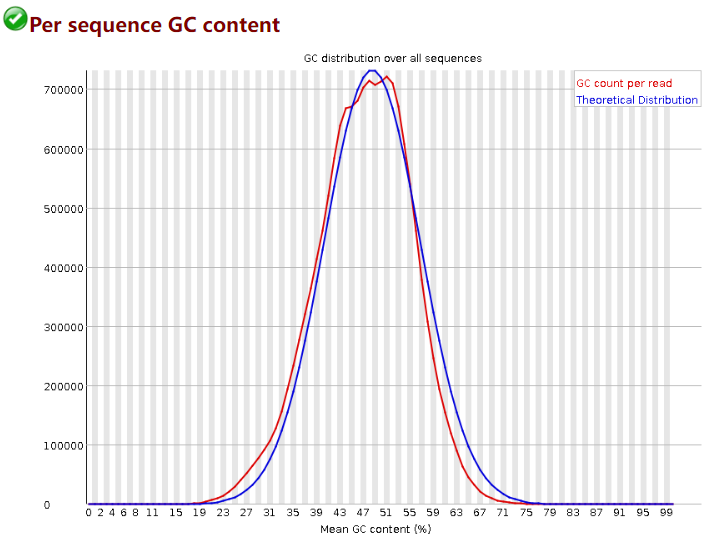 Per sequence GC content
GC distribution over all sequences
GC count per read
Theoretical Distribution
700000
600000
500000
400000
300000
200000
100000
0
0 2 4 6 8 11 15 19 23 27 31 35 39 43 47 51 55 59 63 67 71 75 79 83 87 91 95 99
Mean GC content (%)